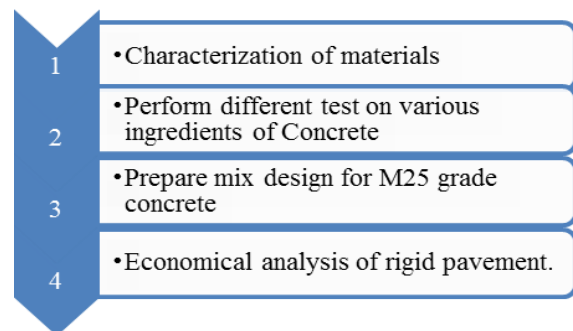 1
•Characterization of materials
2
•Perform different test on various
ingredients of Concrete
3
•Prepare mix design for M25 grade
concrete
4
•Economical analysis of rigid pavement.